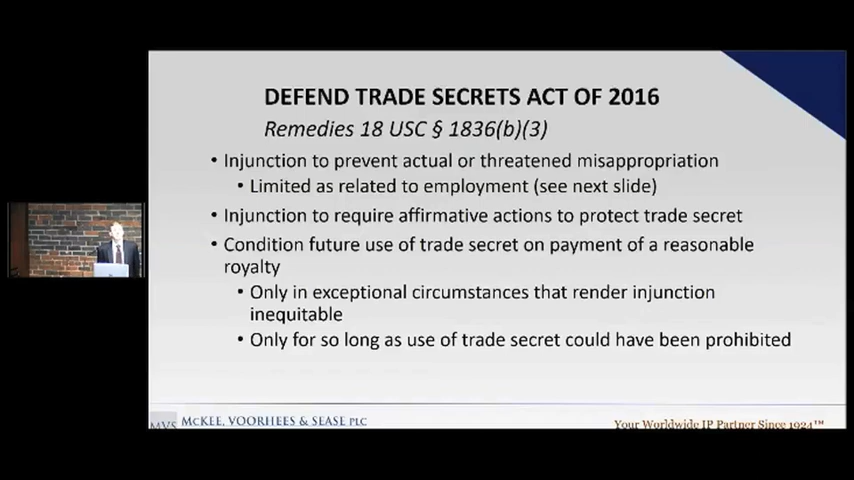 DEFEND TRADE SECRETS ACT OF 2016
Remedies 18 USC § 1836(b)(3)
• Injunction to prevent actual or threatened misappropriation
• Limited as related to employment (see next slide)
• Injunction to require affirmative actions to protect trade secret
• Condition future use of trade secret on payment of a reasonable
royalty
• Only in exceptional circumstances that render injunction
inequitable
• Only for so long as use of trade secret could have been prohibited
MVS MCKEE, VOORHEES & SEASE PLC
Your Worldwide IP Partner Since 1924™